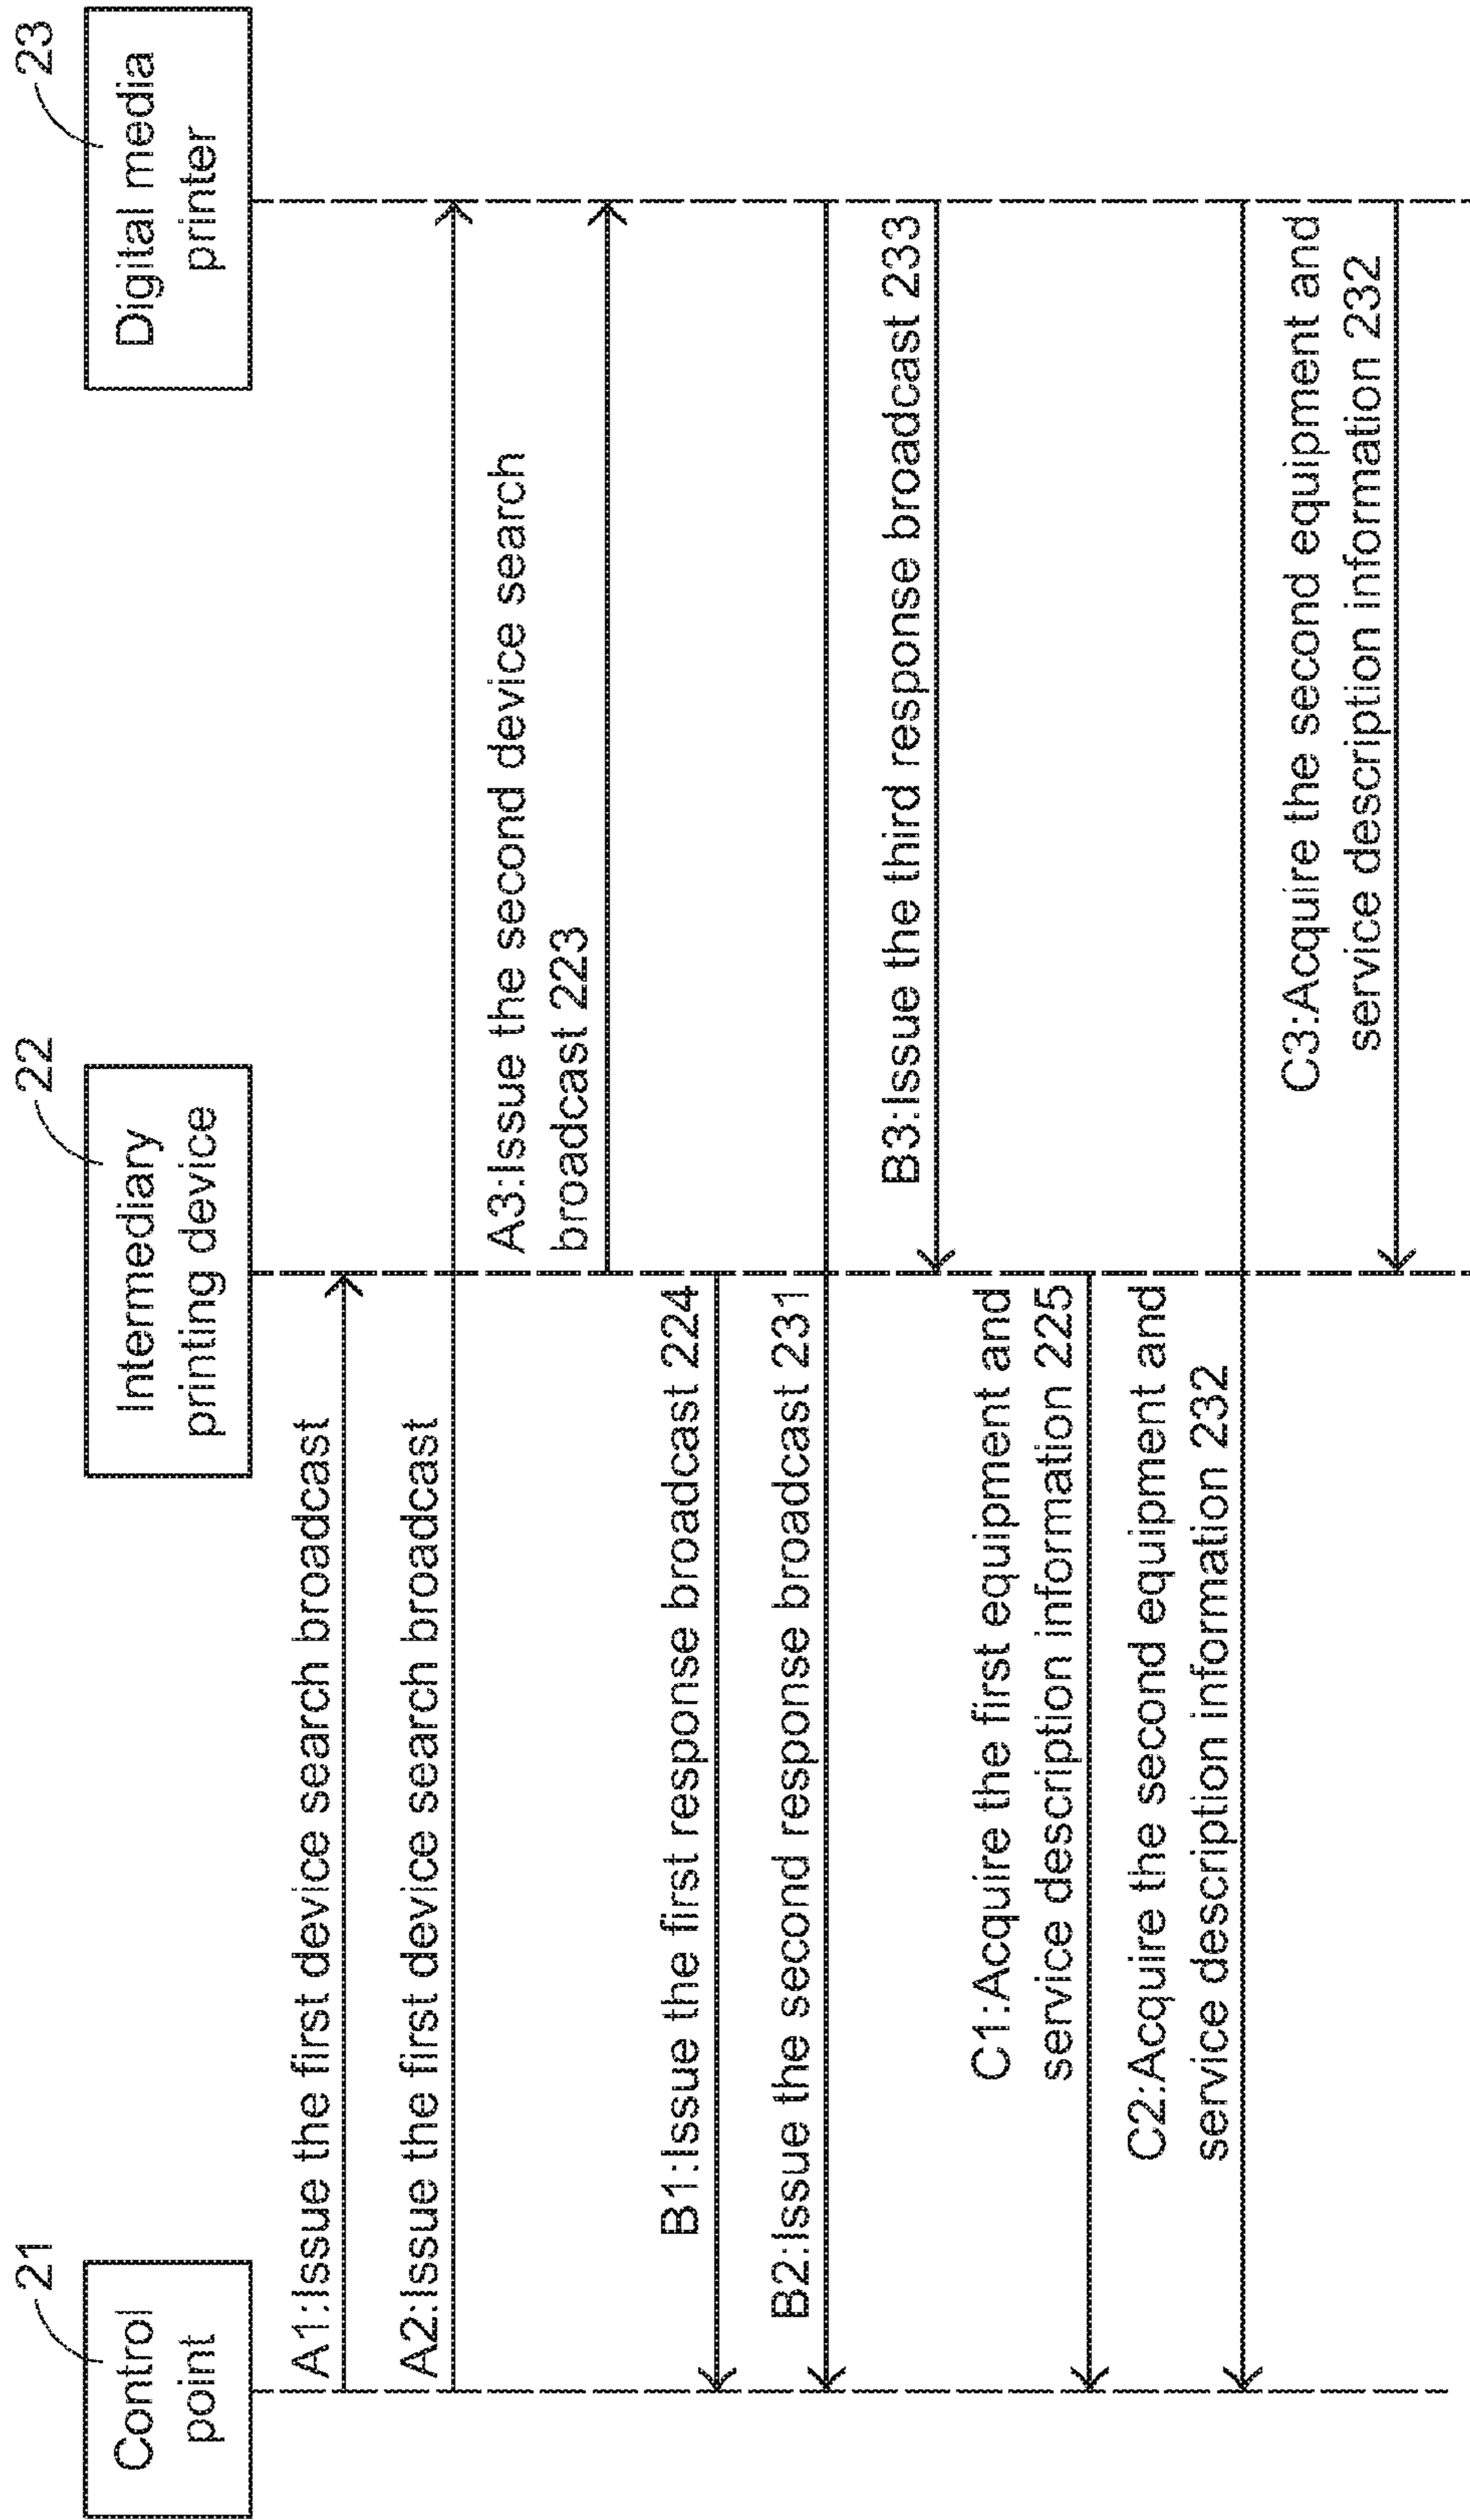 21
Control
point
22
Intermediary
printing device
23
Digital media
printer
A1:Issue the first device search broadcast
A2:Issue the first device search broadcast
A3:Issue the second device search
broadcast 223
B1:Issue the first response broadcast 224
B2:Issue the second response broadcast 231
B3:Issue the third response broadcast 233
C1:Acquire the first equipment and
service description information 225
C2:Acquire the second equipment and
service description information 232
C3:Acquire the second equipment and
service description information 232